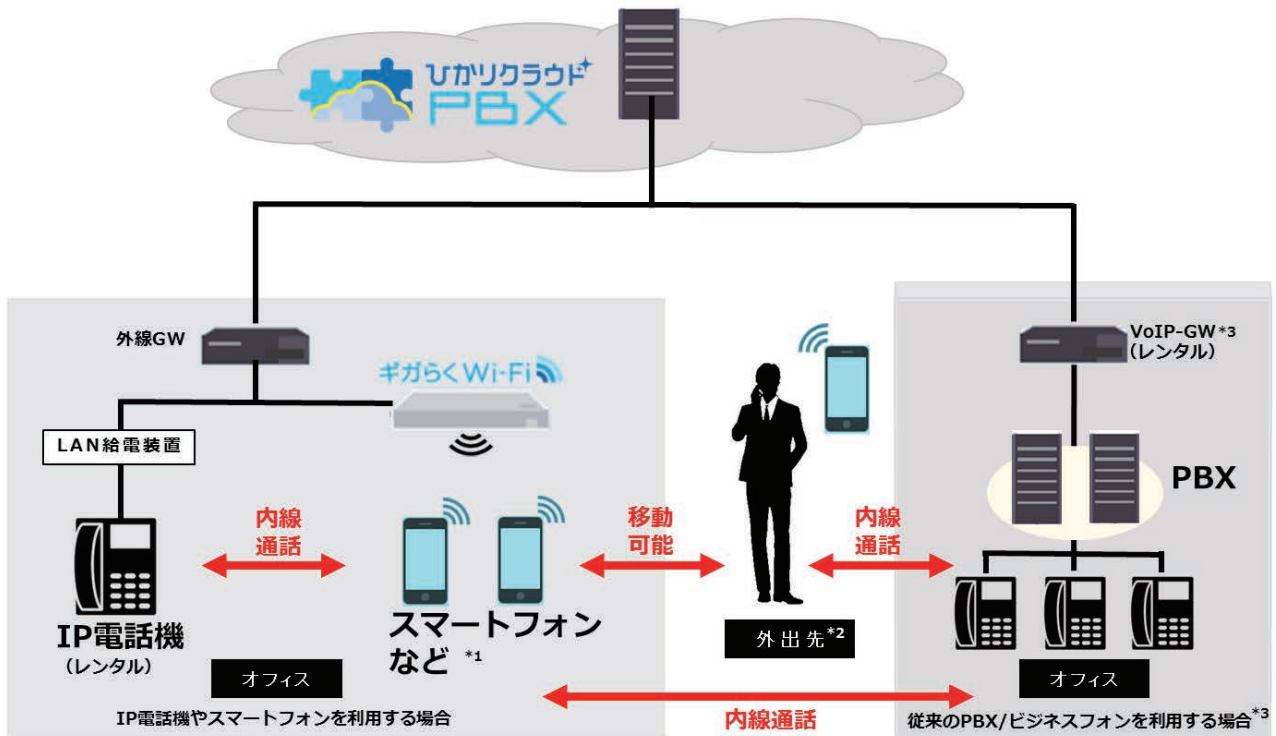 ひかりクラウド
PBX
外線GW
ギガらくWi-Fi
VoIP-GW*3
(レンタル)
LAN給電装置
PBX
内線
通話
移動
可能
内線
通話
IP電話機
(レンタル)
スマートフォン
など *1
外出先*2
オフィス
オフィス
IP電話機やスマートフォンを利用する場合
内線通話
従来のPBX/ビジネスフォンを利用する場合*3